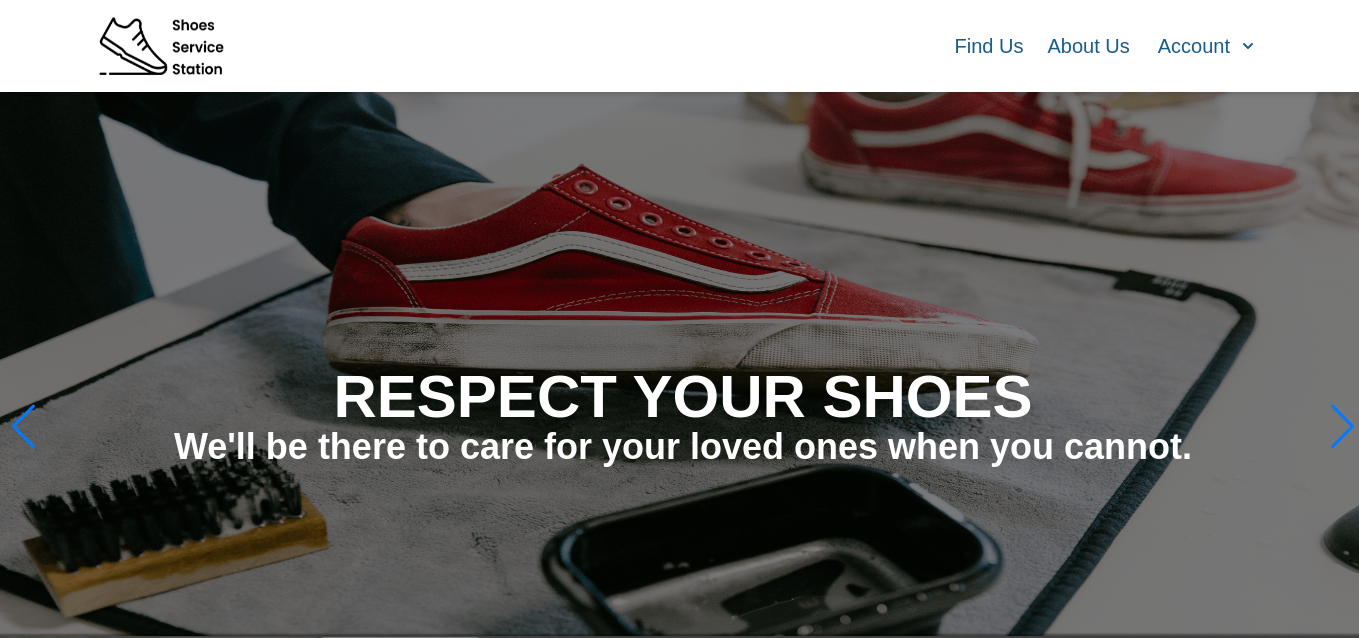 Shoes
Service
Station
Find Us
About Us
Account
RESPECT YOUR SHOES
We'll be there to care for your loved ones when you cannot.